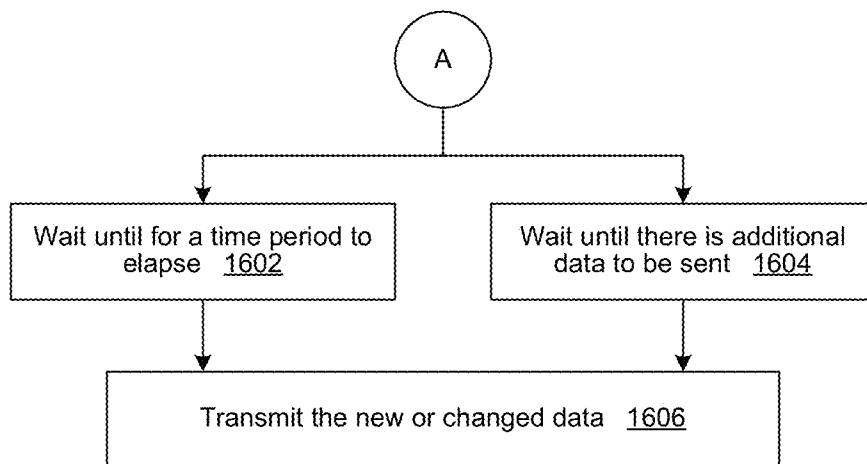 A
Wait until for a time period to
elapse 1602
Wait until there is additional
data to be sent 1604
Transmit the new or changed data 1606